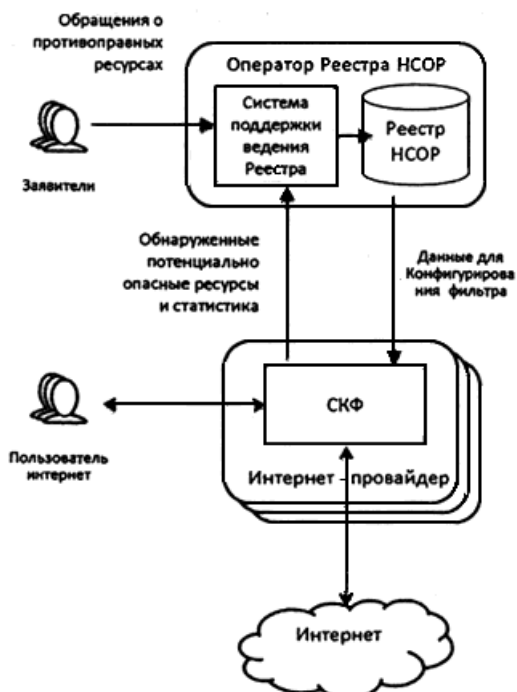 Обращения о
противоправных
ресурсах
Оператор Реестра НСОР
Система
поддержки
ведения
Реестра
Реестр
НСОР
Заявители
Обнаруженные
потенциально
опасные ресурсы
и статистика
Данные для
Конфигурирова
ния фильтра
СКФ
Пользователь
интернет
Интернет - провайдер
Интернет